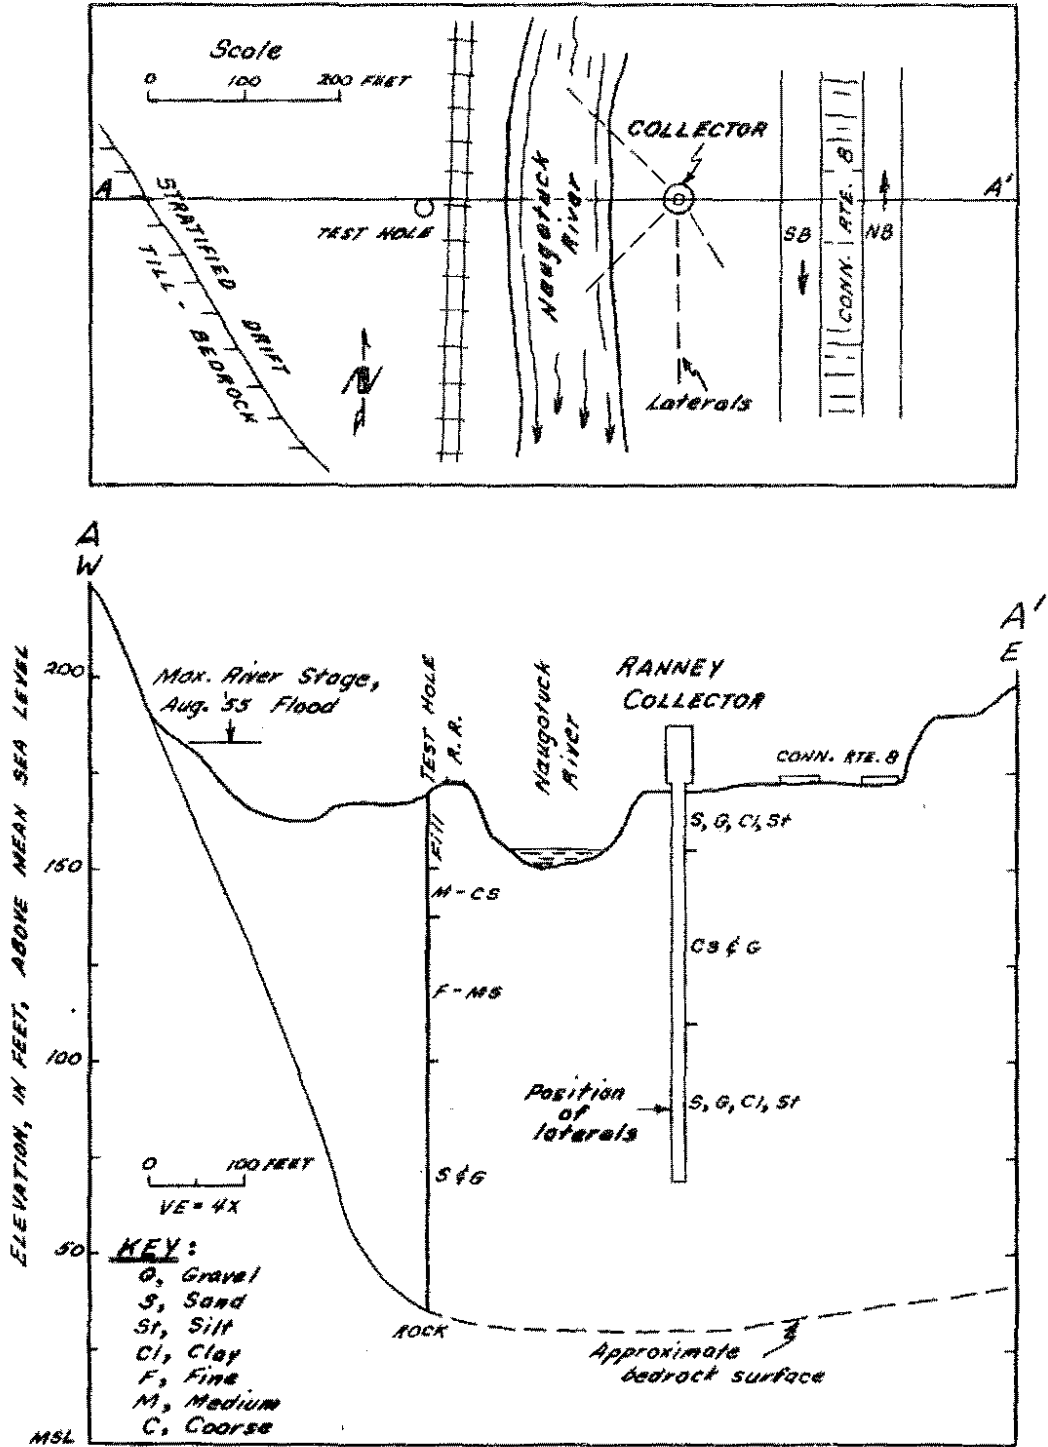 Scale
0 100 200 FEET
COLLECTOR
A
A'
STRATIFIED DRIFT
TILL - BEDROCK
TEST HOLE
Naugatuck
River
SB
CONN. RTE. 8
NB
N
Laterals
A
W
A'
E
ELEVATION, IN FEET, ABOVE MEAN SEA LEVEL
200
150
100
50
MSL
Max. River Stage,
Aug. '55 Flood
TEST HOLE
R.R.
Naugatuck
River
RANNEY
COLLECTOR
CONN. RTE. 8
Fill
M-CS
F-MS
S & G
ROCK
S, G, Cl, St
CS & G
S, G, Cl, St
Position
of
laterals
0 100 FEET
VE = 4X
KEY:
G, Gravel
S, Sand
St, Silt
Cl, Clay
F, Fine
M, Medium
C, Coarse
Approximate
bedrock surface